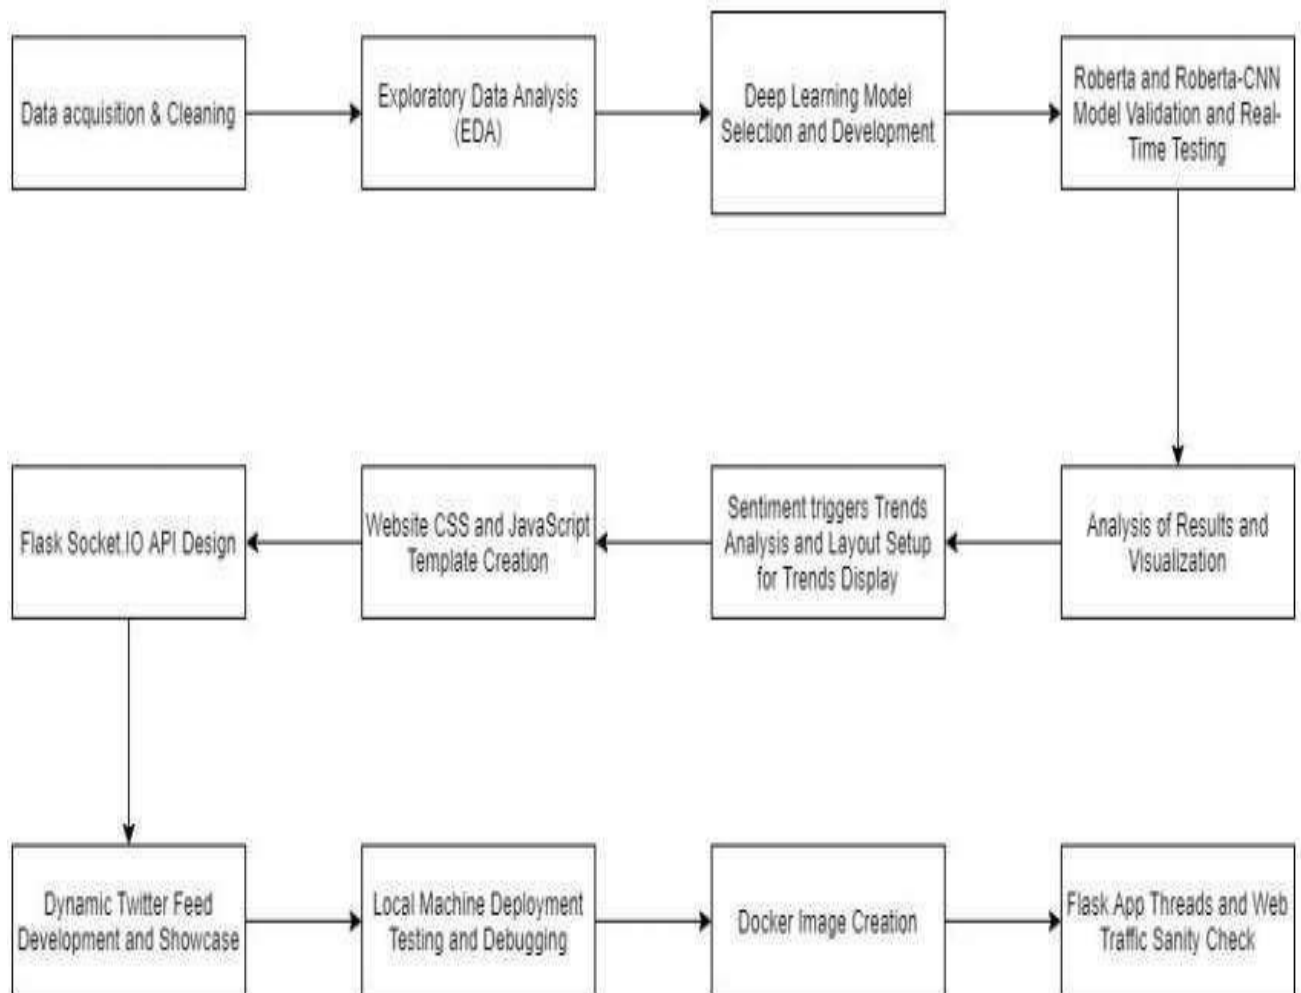 Data acquisition & Cleaning
Exploratory Data Analysis
(EDA)
Deep Learning Model
Selection and Development
Roberta and Roberta-CNN
Model Validation and Real-
Time Testing
Analysis of Results and
Visualization
Sentiment triggers Trends
Analysis and Layout Setup
for Trends Display
Website CSS and JavaScript
Template Creation
Flask Socket.IO API Design
Dynamic Twitter Feed
Development and Showcase
Local Machine Deployment
Testing and Debugging
Docker Image Creation
Flask App Threads and Web
Traffic Sanity Check